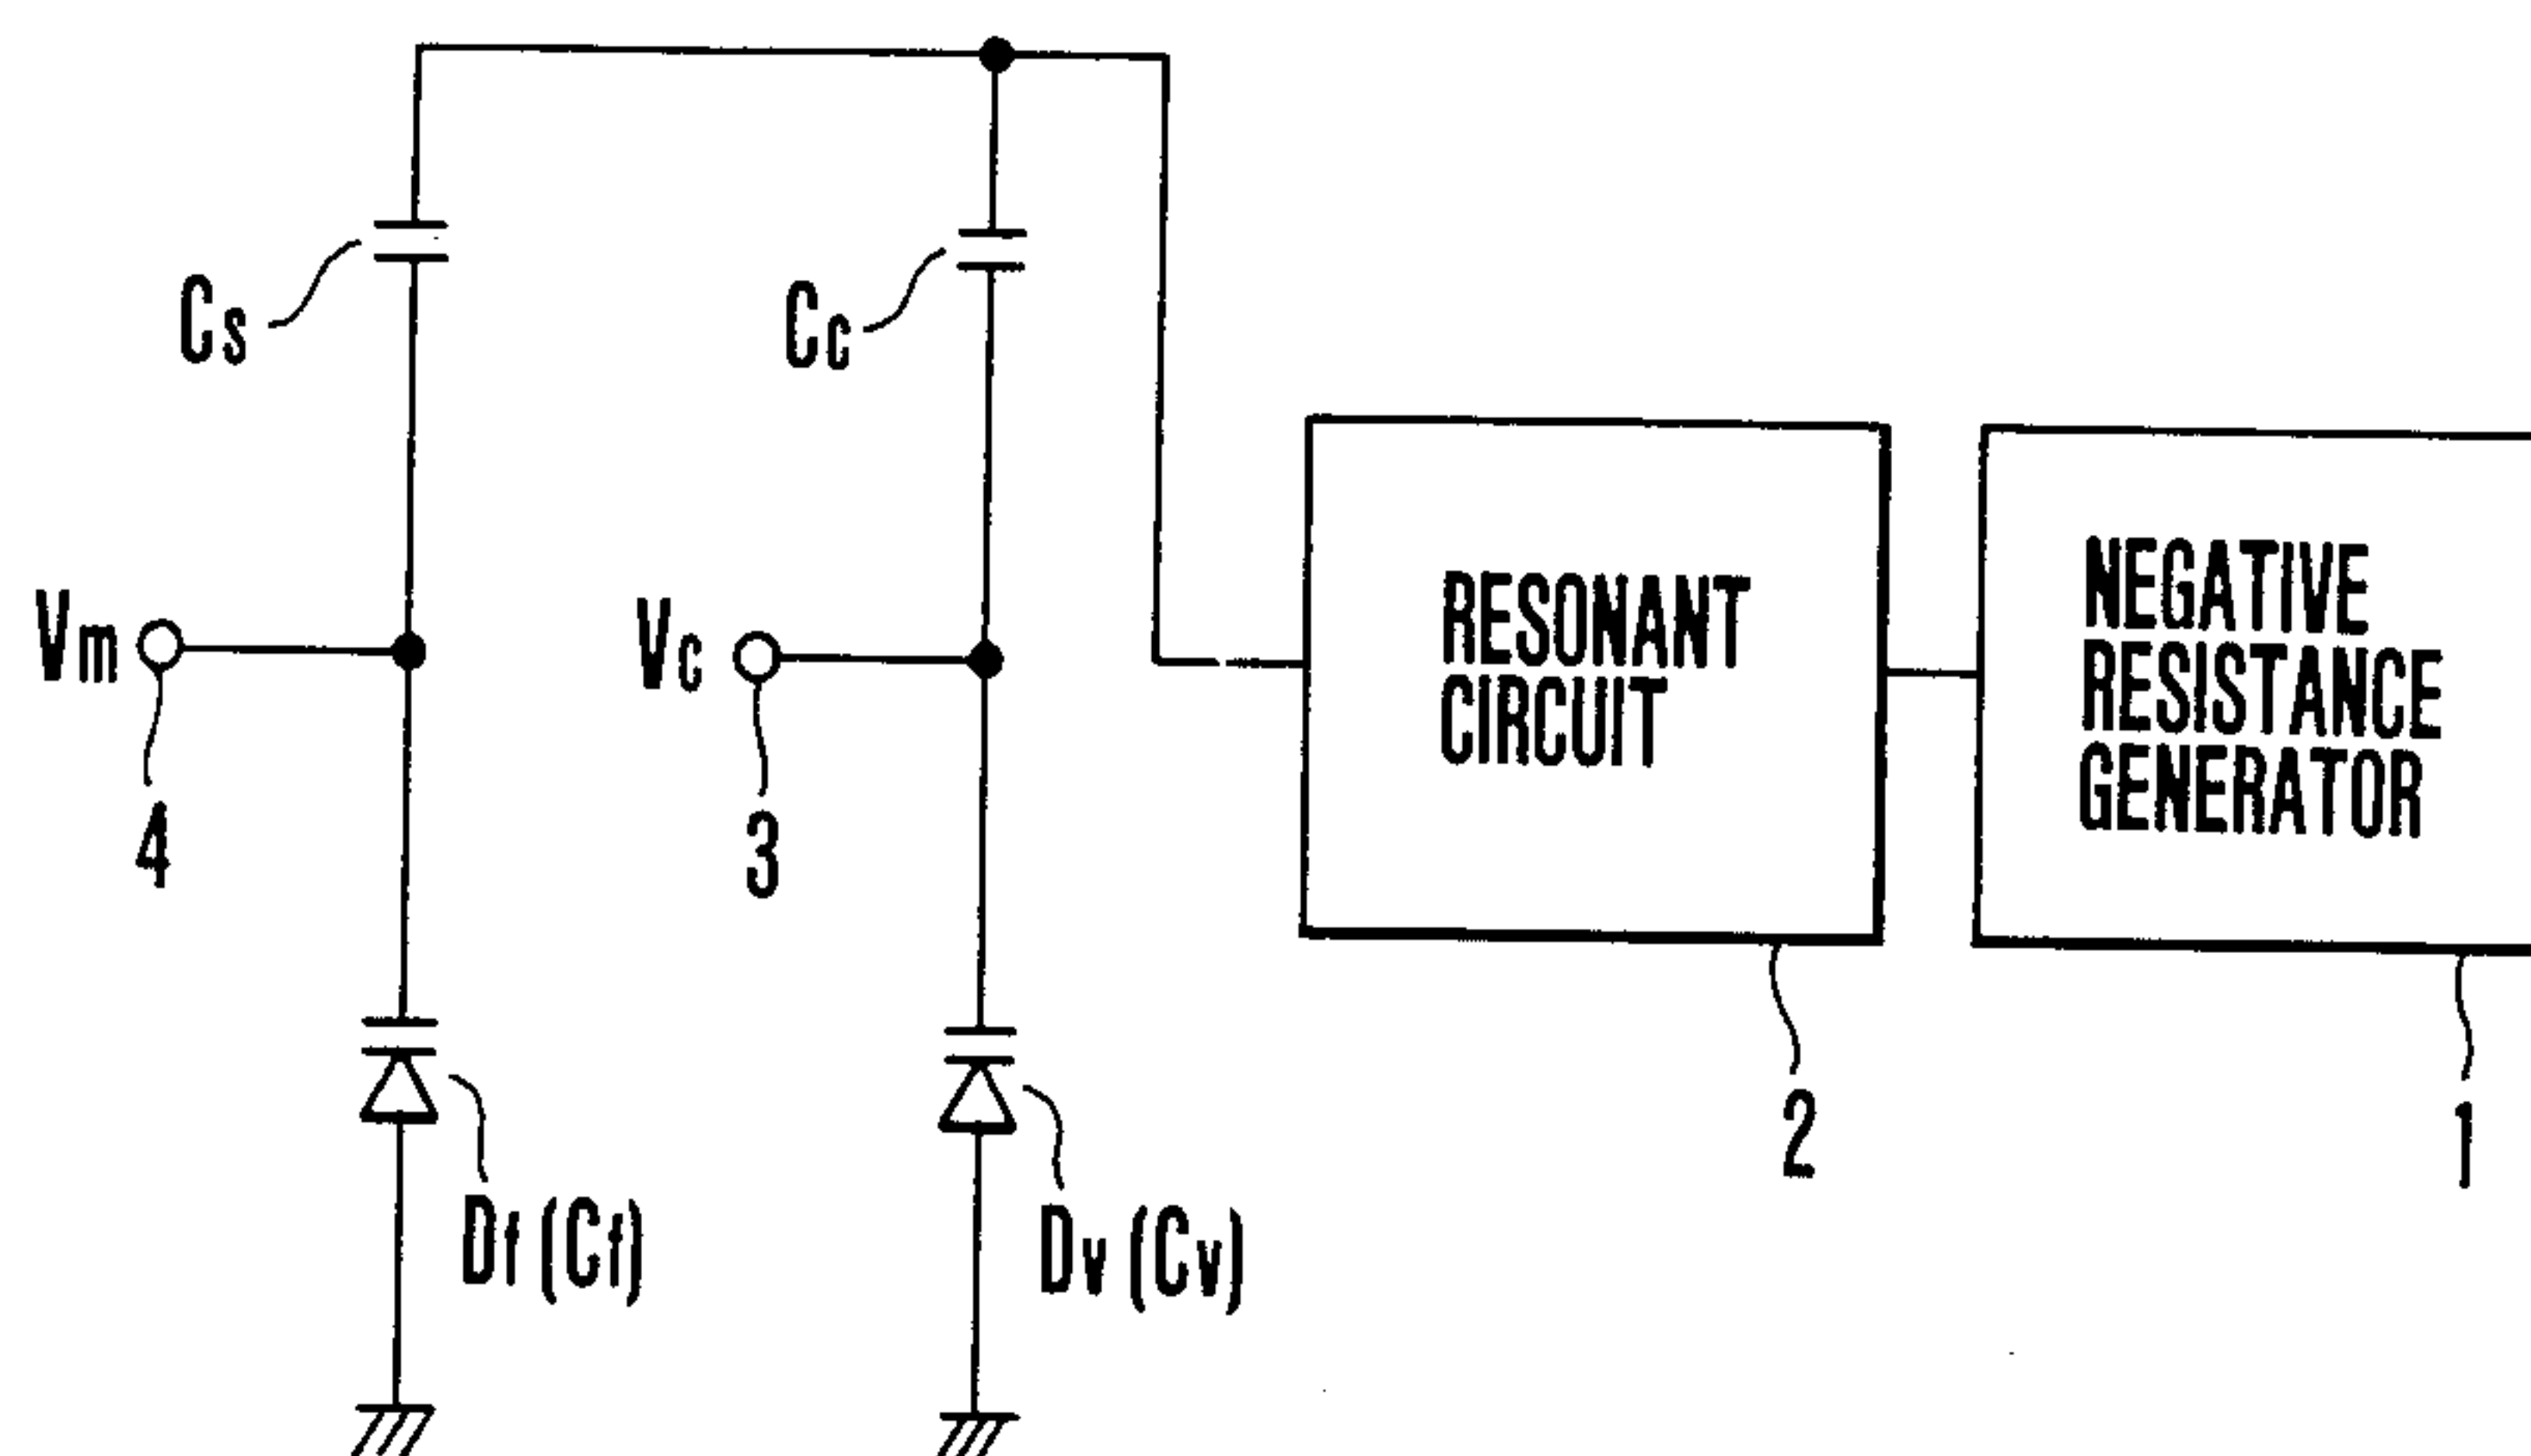 Cs
Cc
Vm
Vc
4
3
RESONANT
CIRCUIT
NEGATIVE
RESISTANCE
GENERATOR
2
1
Df (Cf)
Dv (Cv)